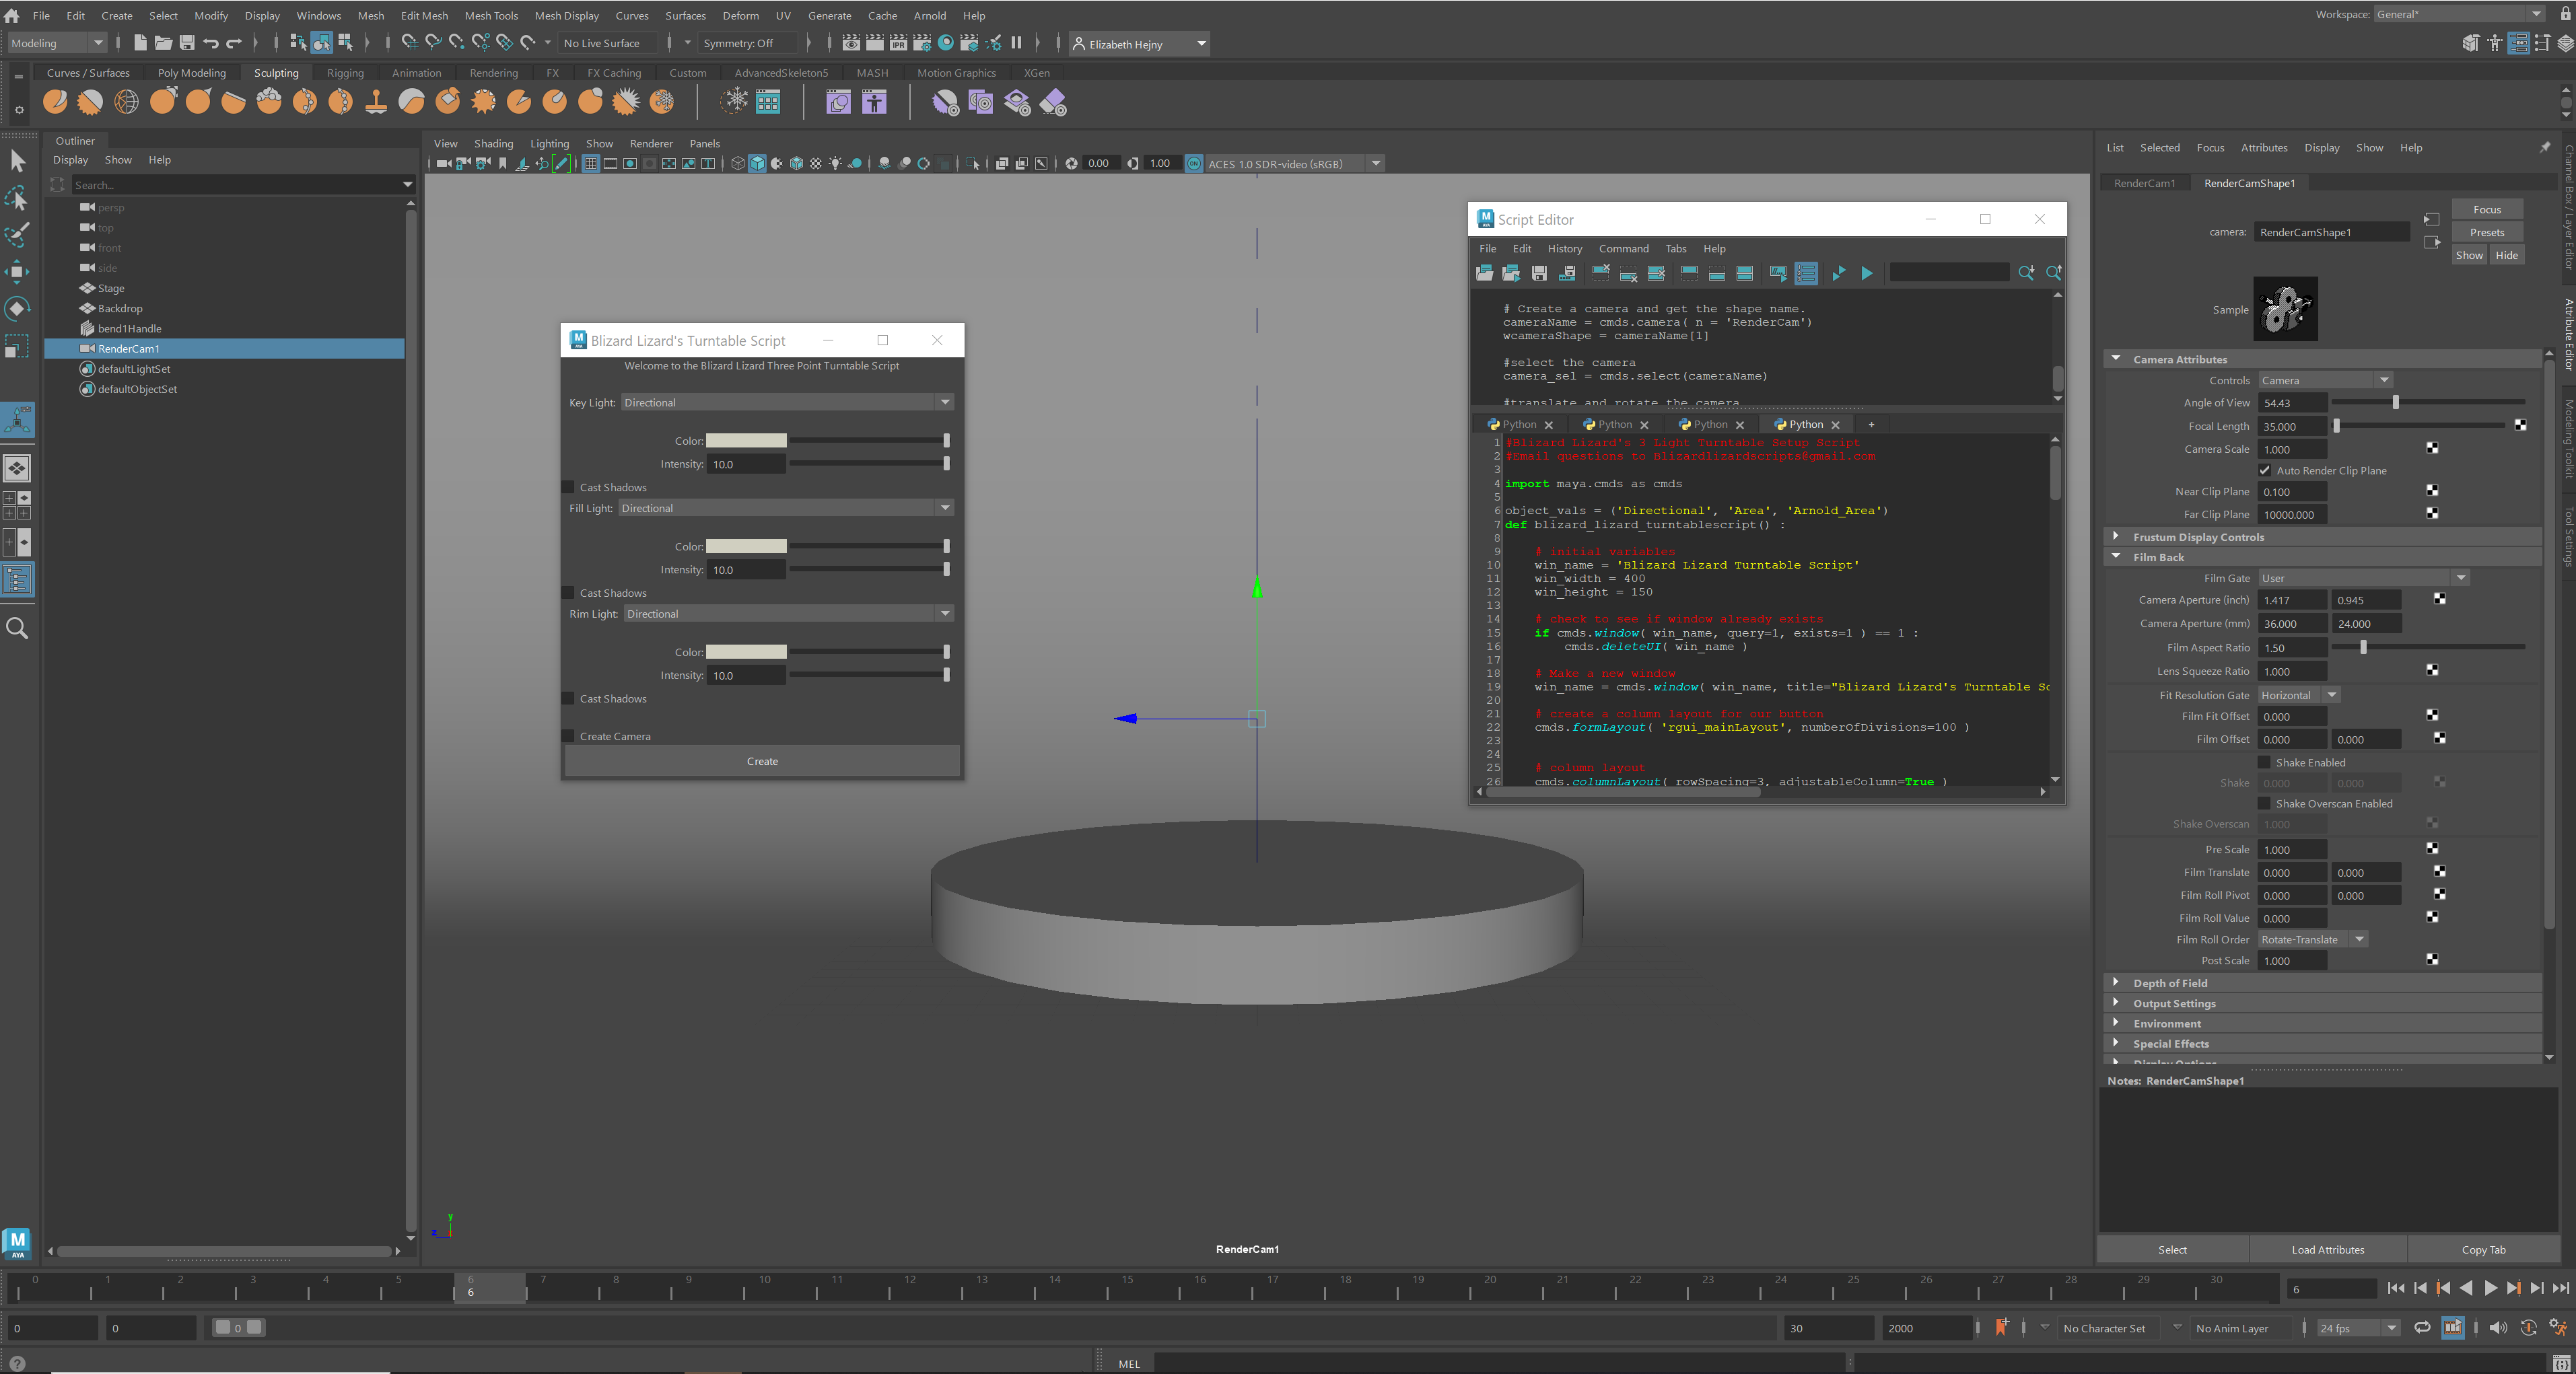 File Edit Create Select Modify Display Windows Mesh Edit Mesh Mesh Tools Mesh Display Curves Surfaces Deform UV Generate Cache Arnold Help
Workspace: General*
Modeling
No Live Surface
Symmetry: Off
IPR
Elizabeth Hejny
Curves / Surfaces Poly Modeling Sculpting Rigging Animation Rendering FX FX Caching Custom AdvancedSkeleton5 MASH Motion Graphics XGen
Outliner
Display Show Help
Search...
persp
top
front
side
Stage
Backdrop
bend1Handle
RenderCam1
defaultLightSet
defaultObjectSet
View Shading Lighting Show Renderer Panels
0.00 1.00 ON ACES 1.0 SDR-video (sRGB)
Blizard Lizard's Turntable Script
Welcome to the Blizard Lizard Three Point Turntable Script
Key Light: Directional
Color:
Intensity: 10.0
Cast Shadows
Fill Light: Directional
Color:
Intensity: 10.0
Cast Shadows
Rim Light: Directional
Color:
Intensity: 10.0
Cast Shadows
Create Camera
Create
Script Editor
File Edit History Command Tabs Help
# Create a camera and get the shape name.
cameraName = cmds.camera( n = 'RenderCam')
wcameraShape = cameraName[1]
#select the camera
camera_sel = cmds.select(cameraName)
#translate and rotate the camera
Python Python Python Python +
1 #Blizard Lizard's 3 Light Turntable Setup Script
2 #Email questions to Blizardlizardscripts@gmail.com
3
4 import maya.cmds as cmds
5
6 object_vals = ('Directional', 'Area', 'Arnold_Area')
7 def blizard_lizard_turntablescript() :
8
9 # initial variables
10 win_name = 'Blizard Lizard Turntable Script'
11 win_width = 400
12 win_height = 150
13
14 # check to see if window already exists
15 if cmds.window( win_name, query=1, exists=1 ) == 1 :
16 cmds.deleteUI( win_name )
17
18 # Make a new window
19 win_name = cmds.window( win_name, title="Blizard Lizard's Turntable Sc
20
21 # create a column layout for our button
22 cmds.formLayout( 'rgui_mainLayout', numberOfDivisions=100 )
23
24
25 # column layout
26 cmds.columnLayout( rowSpacing=3, adjustableColumn=True )
y
z
RenderCam1
List Selected Focus Attributes Display Show Help
RenderCam1 RenderCamShape1
camera: RenderCamShape1
Focus
Presets
Show Hide
Sample
Camera Attributes
Controls Camera
Angle of View 54.43
Focal Length 35.000
Camera Scale 1.000
Auto Render Clip Plane
Near Clip Plane 0.100
Far Clip Plane 10000.000
Frustum Display Controls
Film Back
Film Gate User
Camera Aperture (inch) 1.417 0.945
Camera Aperture (mm) 36.000 24.000
Film Aspect Ratio 1.50
Lens Squeeze Ratio 1.000
Fit Resolution Gate Horizontal
Film Fit Offset 0.000
Film Offset 0.000 0.000
Shake Enabled
Shake 0.000 0.000
Shake Overscan Enabled
Shake Overscan 1.000
Pre Scale 1.000
Film Translate 0.000 0.000
Film Roll Pivot 0.000 0.000
Film Roll Value 0.000
Film Roll Order Rotate-Translate
Post Scale 1.000
Depth of Field
Output Settings
Environment
Special Effects
Display Options
Notes: RenderCamShape1
Select Load Attributes Copy Tab
Channel Box / Layer Editor
Attribute Editor
Modeling Toolkit
Tool Settings
M
AYA
0 1 2 3 4 5 6 7 8 9 10 11 12 13 14 15 16 17 18 19 20 21 22 23 24 25 26 27 28 29 30
6
6
0 0 0 30 2000 No Character Set No Anim Layer 24 fps
MEL